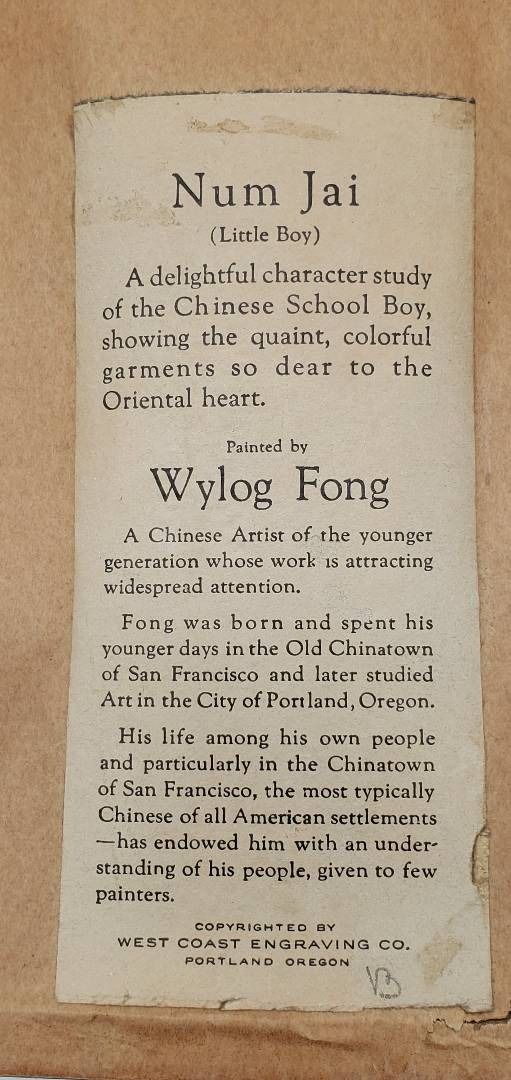 Num Jai
(Little Boy)
A delightful character study
of the Chinese School Boy,
showing the quaint, colorful
garments so dear to the
Oriental heart.
Painted by
Wylog Fong
A Chinese Artist of the younger
generation whose work is attracting
widespread attention.
Fong was born and spent his
younger days in the Old Chinatown
of San Francisco and later studied
Art in the City of Portland, Oregon.
His life among his own people
and particularly in the Chinatown
of San Francisco, the most typically
Chinese of all American settlements
—has endowed him with an under-
standing of his people, given to few
painters.
COPYRIGHTED BY
WEST COAST ENGRAVING CO.
PORTLAND OREGON